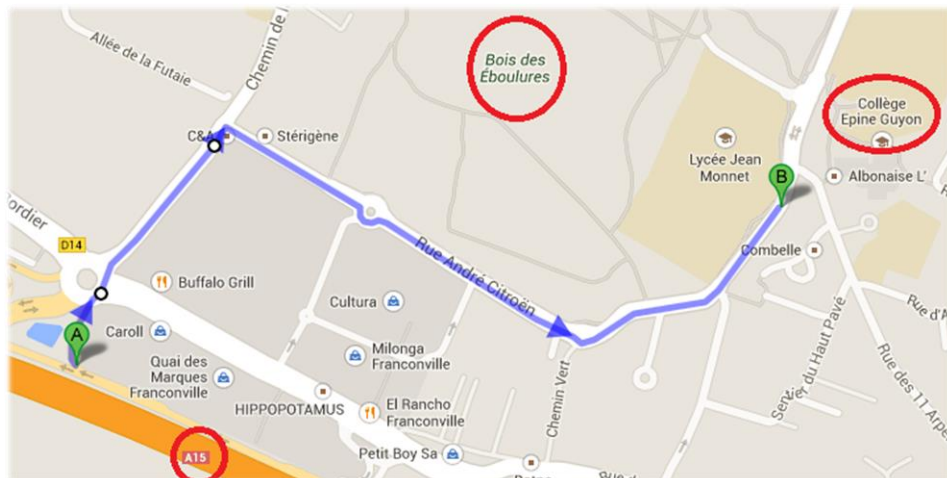 Allée de la Futaie
Chemin de l
Bois des
Éboulures
C&A
Stérigène
Collège
Epine Guyon
Lycée Jean
Monnet
B
Albonaise L'
ordier
D14
Buffalo Grill
Rue André Citroën
Combelle
Cultura
Caroll
A
Milonga
Franconville
Quai des
Marques
Franconville
HIPPOPOTAMUS
El Rancho
Franconville
Chemin Vert
Sentier du Haut Pavé
Rue d'A
Rue des 11 Arpe
A15
Petit Boy Sa